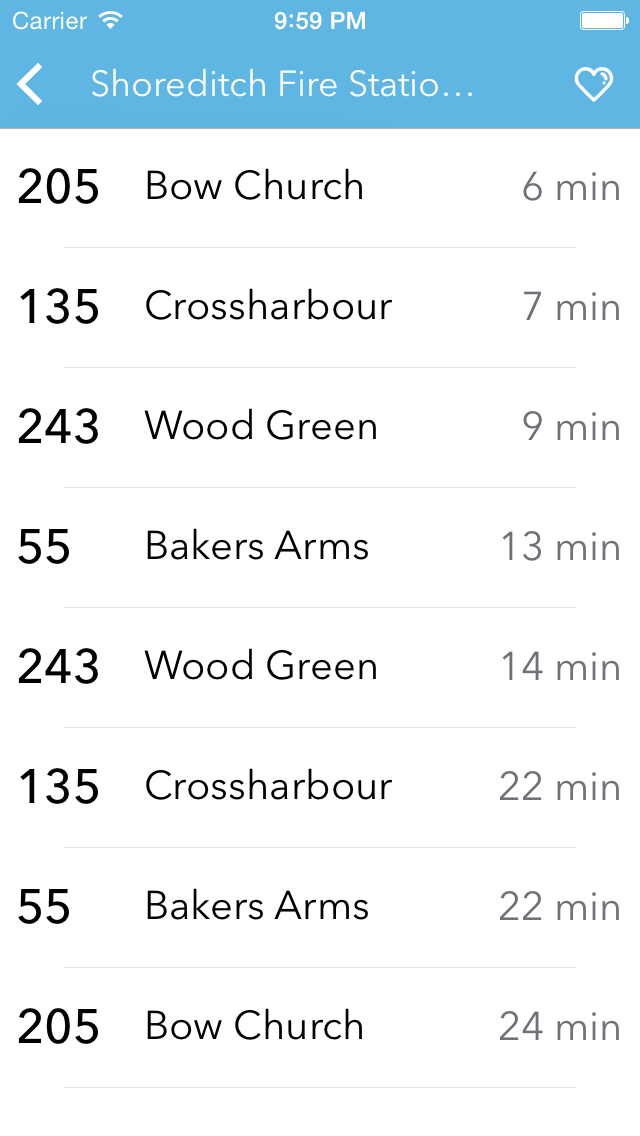 Carrier 9:59 PM
Shoreditch Fire Statio...
205 Bow Church 6 min
135 Crossharbour 7 min
243 Wood Green 9 min
55 Bakers Arms 13 min
243 Wood Green 14 min
135 Crossharbour 22 min
55 Bakers Arms 22 min
205 Bow Church 24 min